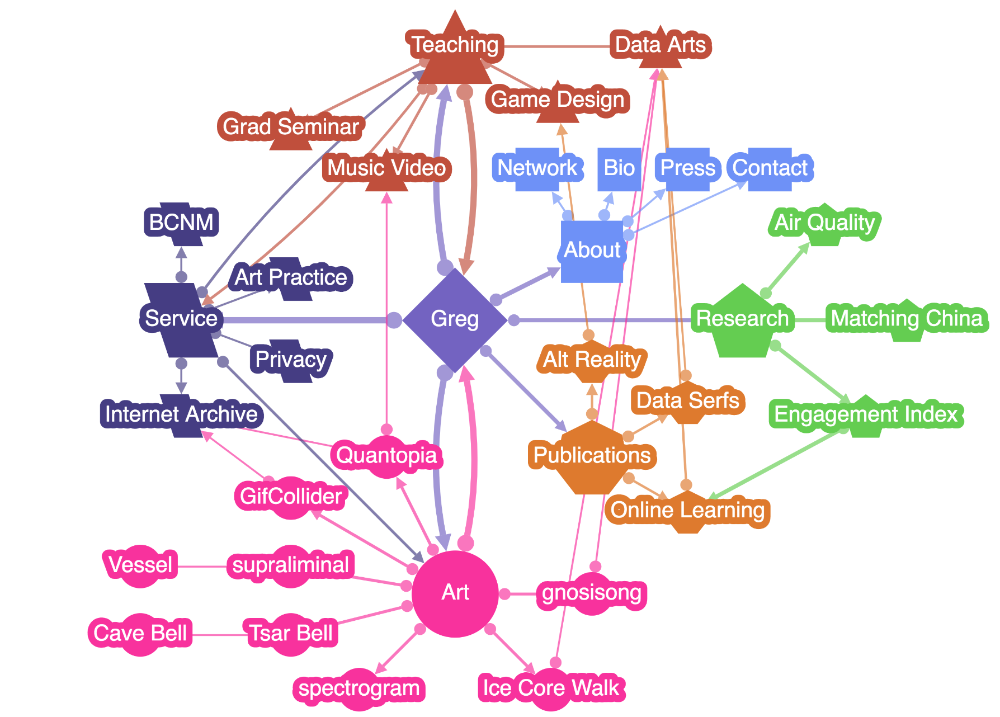 Teaching
Data Arts
Game Design
Grad Seminar
Music Video
Network
Bio
Press
Contact
BCNM
Air Quality
About
Art Practice
Service
Greg
Research
Matching China
Privacy
Alt Reality
Data Serfs
Internet Archive
Engagement Index
Quantopia
Publications
GifCollider
Online Learning
Vessel
supraliminal
Art
gnosisong
Cave Bell
Tsar Bell
spectrogram
Ice Core Walk